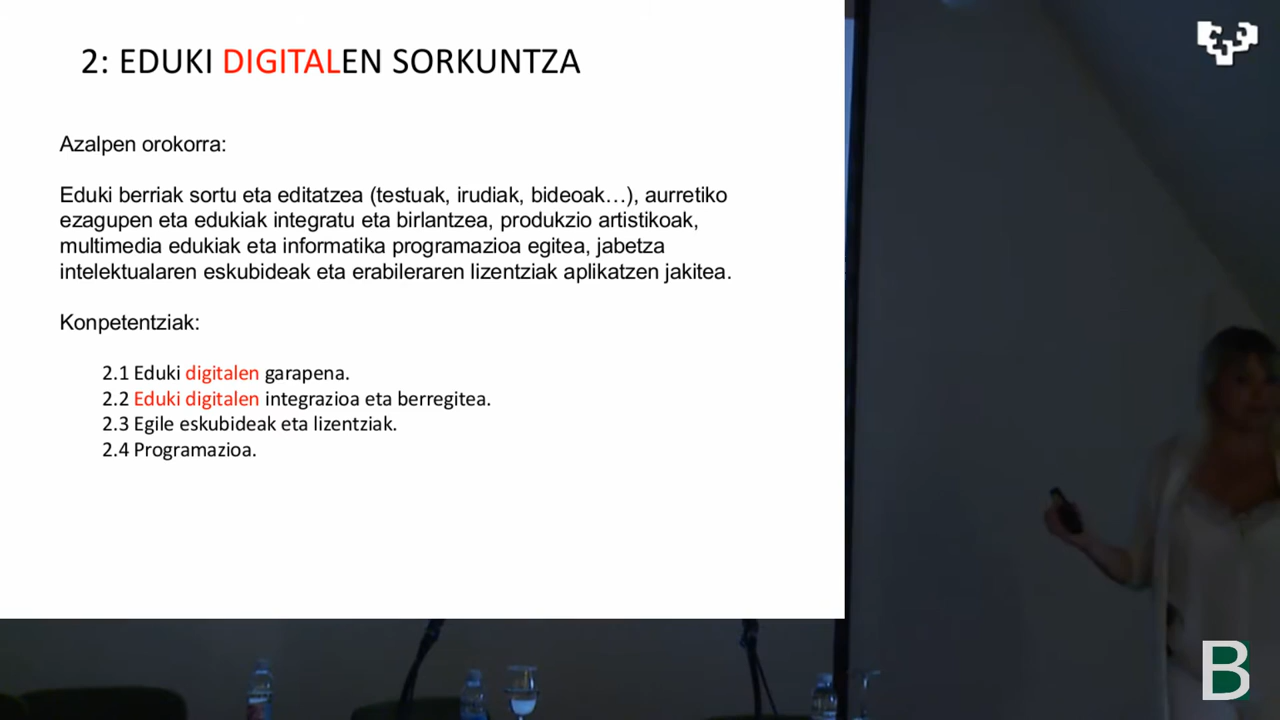 2: EDUKI DIGITALEN SORKUNTZA
Azalpen orokorra:
Eduki berriak sortu eta editatzea (testuak, irudiak, bideoak…), aurretiko
ezagupen eta edukiak integratu eta birlantzea, produkzio artistikoak,
multimedia edukiak eta informatika programazioa egitea, jabetza
intelektualaren eskubideak eta erabileraren lizentziak aplikatzen jakitea.
Konpetentziak:
2.1 Eduki digitalen garapena.
2.2 Eduki digitalen integrazioa eta berregitea.
2.3 Egile eskubideak eta lizentziak.
2.4 Programazioa.
B